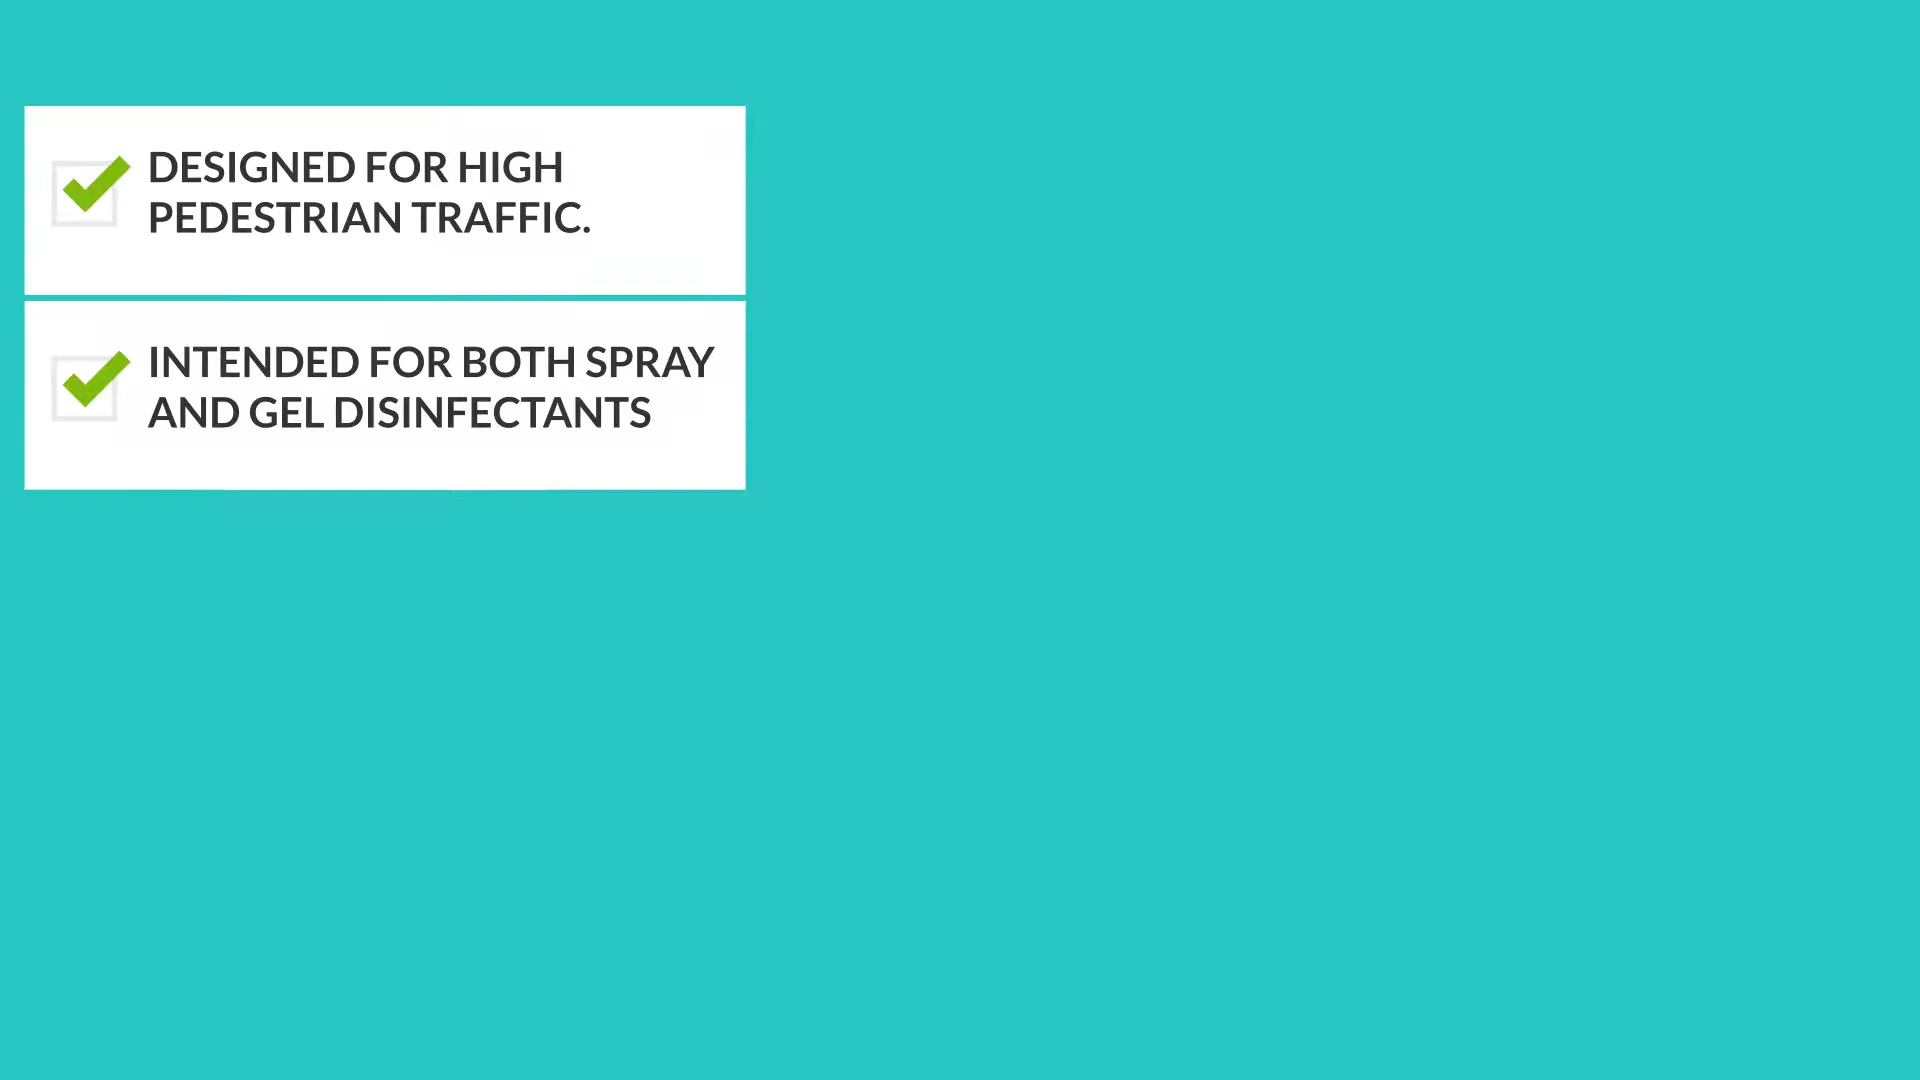 DESIGNED FOR HIGH
PEDESTRIAN TRAFFIC.
INTENDED FOR BOTH SPRAY
AND GEL DISINFECTANTS